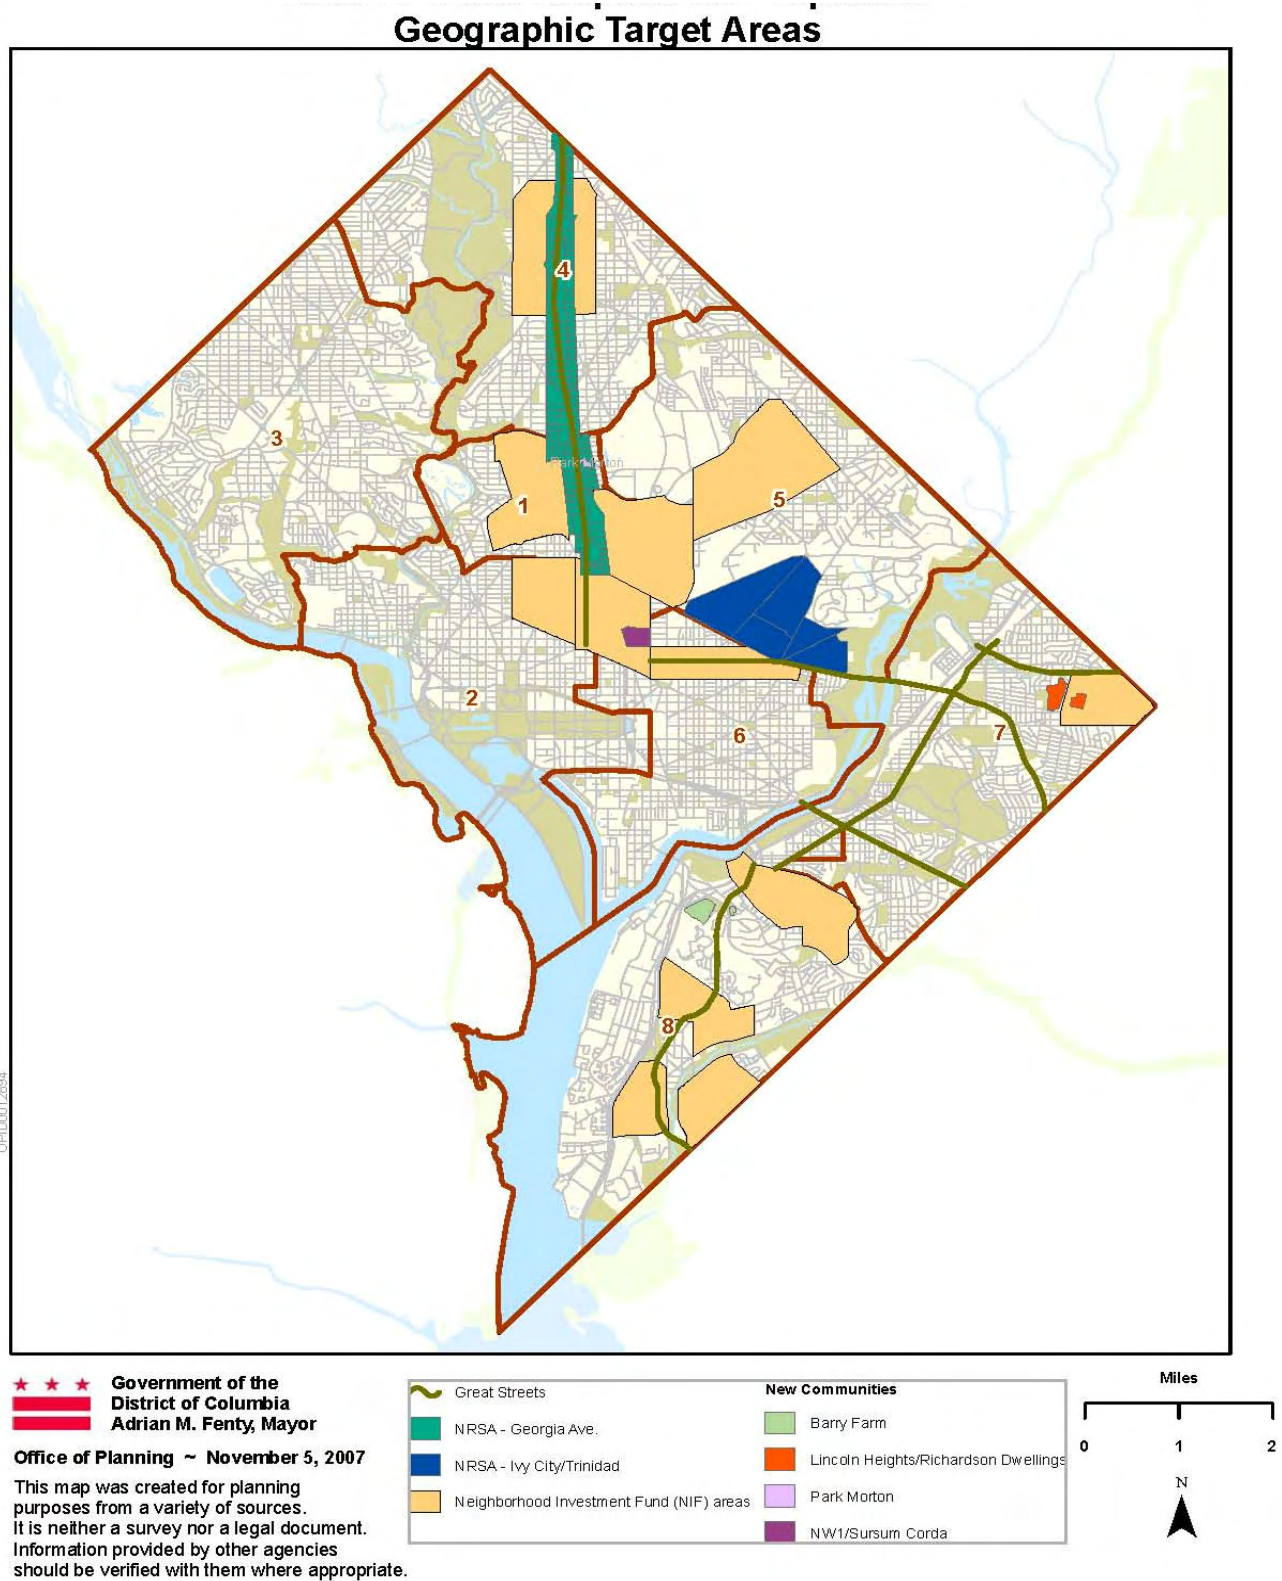 Geographic Target Areas
4
3
Park Morton
1
5
2
6
7
8
Government of the
District of Columbia
Adrian M. Fenty, Mayor
Office of Planning ~ November 5, 2007
This map was created for planning
purposes from a variety of sources.
It is neither a survey nor a legal document.
Information provided by other agencies
should be verified with them where appropriate.
Great Streets
NRSA - Georgia Ave.
NRSA - Ivy City/Trinidad
Neighborhood Investment Fund (NIF) areas
New Communities
Barry Farm
Lincoln Heights/Richardson Dwellings
Park Morton
NW1/Sursum Corda
Miles
0 1 2
N